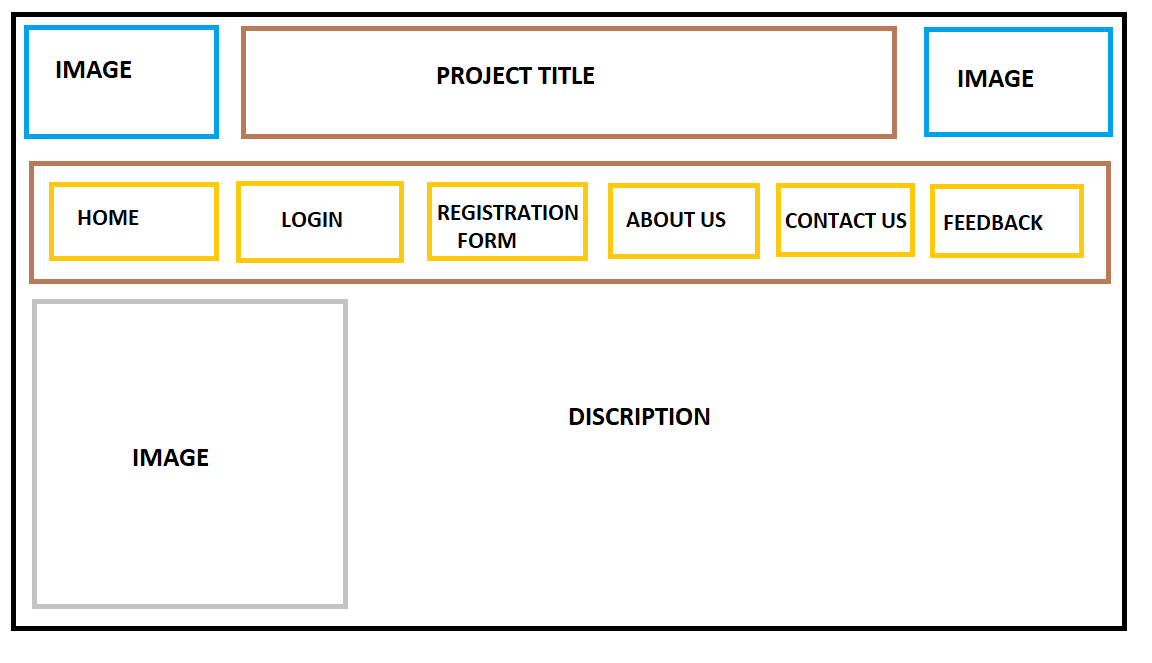 IMAGE
PROJECT TITLE
IMAGE
HOME
LOGIN
REGISTRATION
FORM
ABOUT US
CONTACT US
FEEDBACK
IMAGE
DISCRIPTION